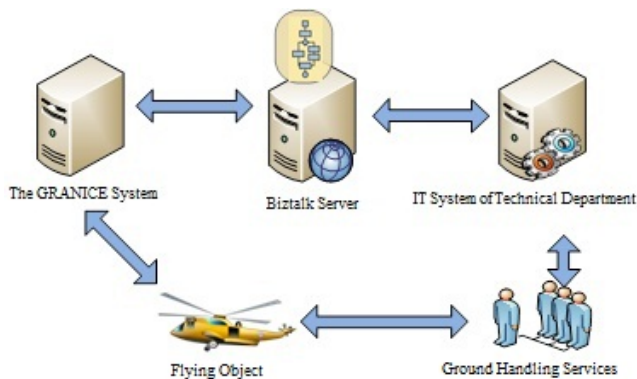 The GRANICE System
Biztalk Server
IT System of Technical Department
Flying Object
Ground Handling Services